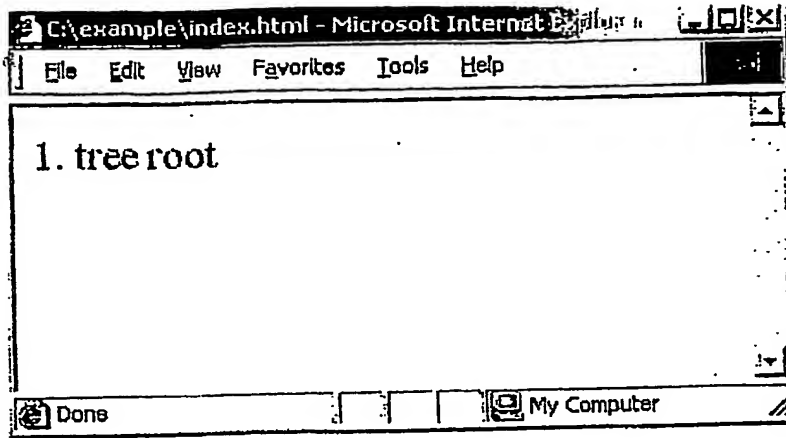 C:\example\index.html - Microsoft Internet
File Edit View Favorites Tools Help
1. tree root
Done My Computer